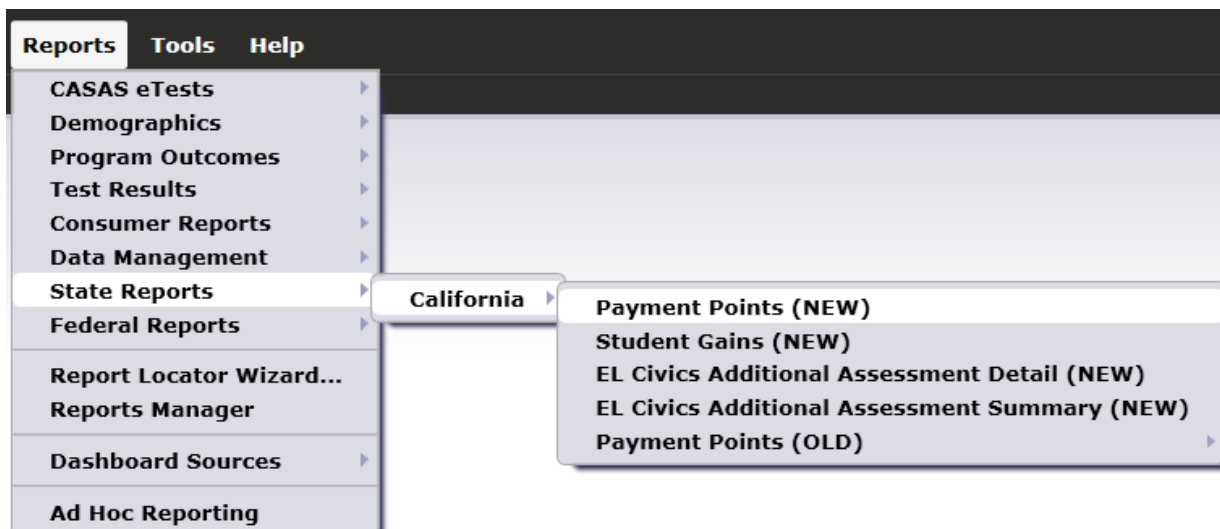 Reports Tools Help
CASAS eTests
Demographics
Program Outcomes
Test Results
Consumer Reports
Data Management
State Reports
Federal Reports
Report Locator Wizard...
Reports Manager
Dashboard Sources
Ad Hoc Reporting
California
Payment Points (NEW)
Student Gains (NEW)
EL Civics Additional Assessment Detail (NEW)
EL Civics Additional Assessment Summary (NEW)
Payment Points (OLD)